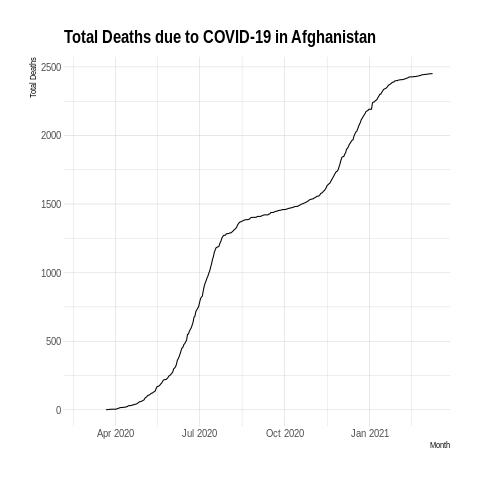 Total Deaths due to COVID-19 in Afghanistan
Total Deaths
2500
2000
1500
1000
500
0
Apr 2020 Jul 2020 Oct 2020 Jan 2021
Month